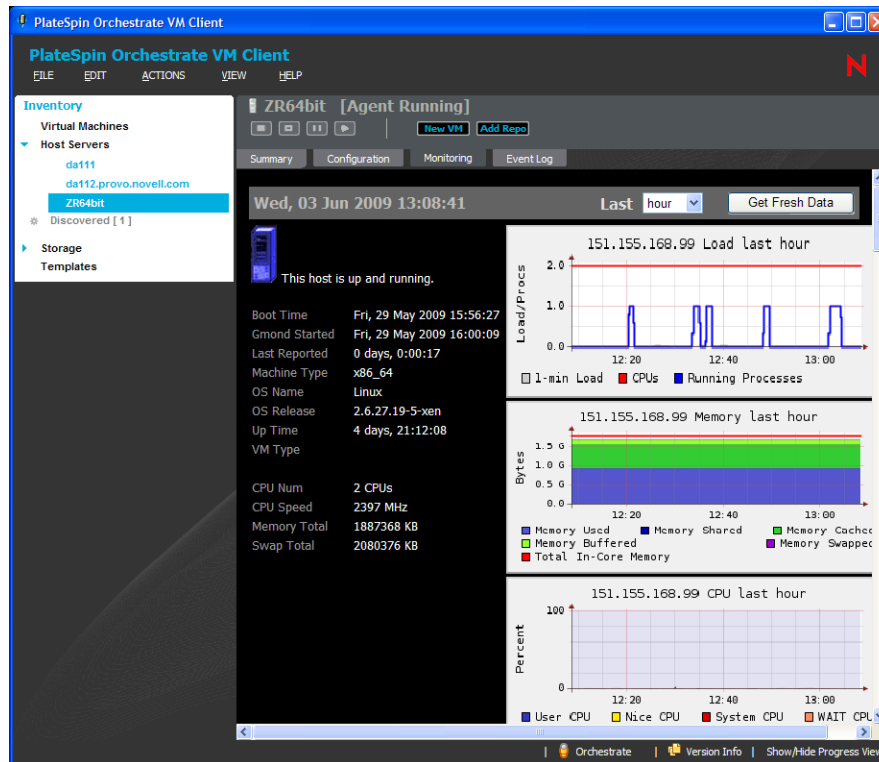 PlateSpin Orchestrate VM Client
PlateSpin Orchestrate VM Client
FILE EDIT ACTIONS VIEW HELP
N
Inventory
Virtual Machines
Host Servers
da111
da112.provo.novell.com
ZR64bit
Discovered [ 1 ]
Storage
Templates
ZR64bit [Agent Running]
New VM Add Repo
Summary Configuration Monitoring Event Log
Wed, 03 Jun 2009 13:08:41 Last hour Get Fresh Data
This host is up and running.
Boot Time Fri, 29 May 2009 15:56:27
Gmond Started Fri, 29 May 2009 16:00:09
Last Reported 0 days, 0:00:17
Machine Type x86_64
OS Name Linux
OS Release 2.6.27.19-5-xen
Up Time 4 days, 21:12:08
VM Type
CPU Num 2 CPUs
CPU Speed 2397 MHz
Memory Total 1887368 KB
Swap Total 2080376 KB
151.155.168.99 Load last hour
Load/Procs
2.0
1.0
0.0
12:20 12:40 13:00
1-min Load CPUs Running Processes
151.155.168.99 Memory last hour
Bytes
1.5 G
1.0 G
0.5 G
0.0
12:20 12:40 13:00
Memory Used Memory Shared Memory Cached
Memory Buffered Memory Swapped
Total In-Core Memory
151.155.168.99 CPU last hour
Percent
100
0
12:20 12:40 13:00
User CPU Nice CPU System CPU WAIT CPU
Orchestrate | Version Info | Show/Hide Progress View